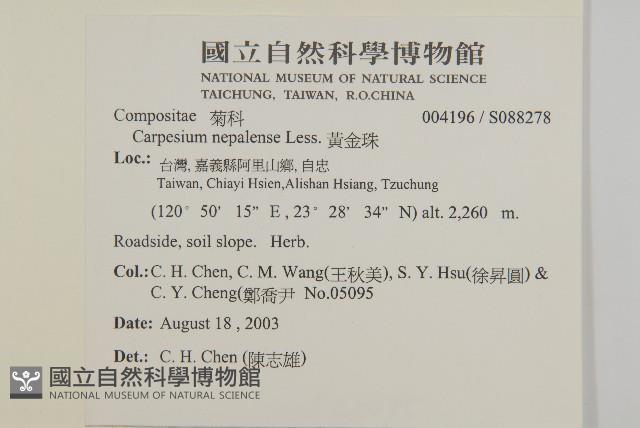 國立自然科學博物館
NATIONAL MUSEUM OF NATURAL SCIENCE
TAICHUNG, TAIWAN, R.O.CHINA
Compositae 菊科 004196 / S088278
Carpesium nepalense Less. 黃金珠
Loc.: 台灣, 嘉義縣阿里山鄉, 自忠
Taiwan, Chiayi Hsien,Alishan Hsiang, Tzuchung
(120° 50' 15" E , 23° 28' 34" N) alt. 2,260 m.
Roadside, soil slope. Herb.
Col.:C. H. Chen, C. M. Wang(王秋美), S. Y. Hsu(徐昇圓) &
C. Y. Cheng(鄭喬尹 No.05095
Date: August 18 , 2003
Det.: C. H. Chen (陳志雄)
國立自然科學博物館
NATIONAL MUSEUM OF NATURAL SCIENCE